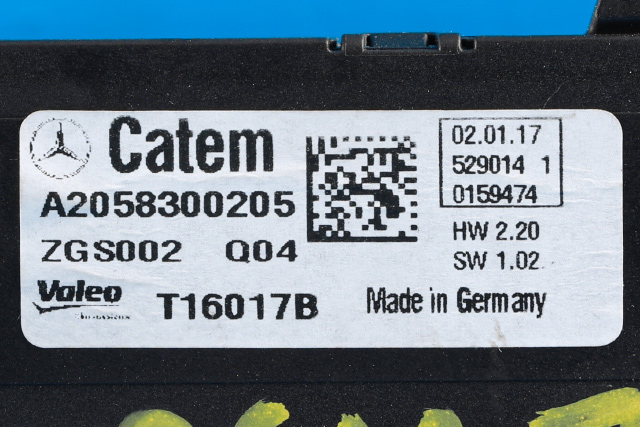 Catem
A2058300205
ZGS002 Q04
Valeo
T16017B
02.01.17
529014 1
0159474
HW 2.20
SW 1.02
Made in Germany